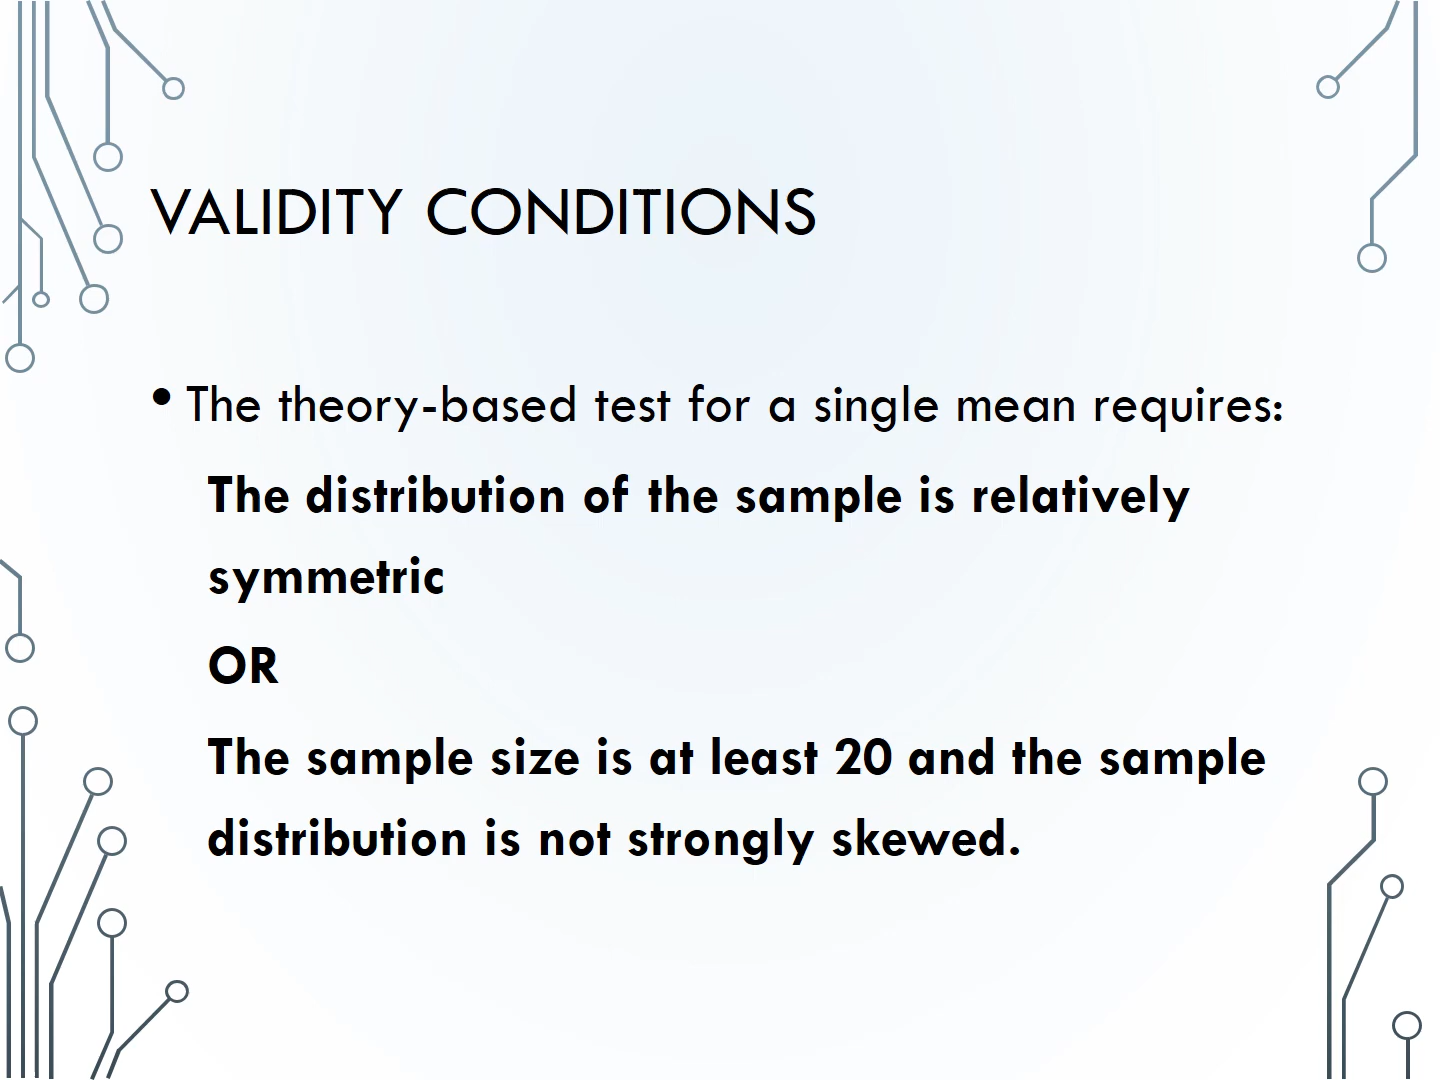 VALIDITY CONDITIONS
• The theory-based test for a single mean requires:
The distribution of the sample is relatively
symmetric
OR
The sample size is at least 20 and the sample
distribution is not strongly skewed.